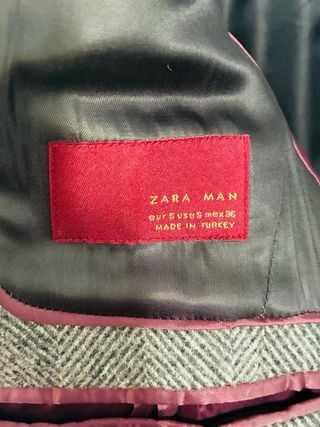 ZARA MAN
eur S usa S mex 36
MADE IN TURKEY